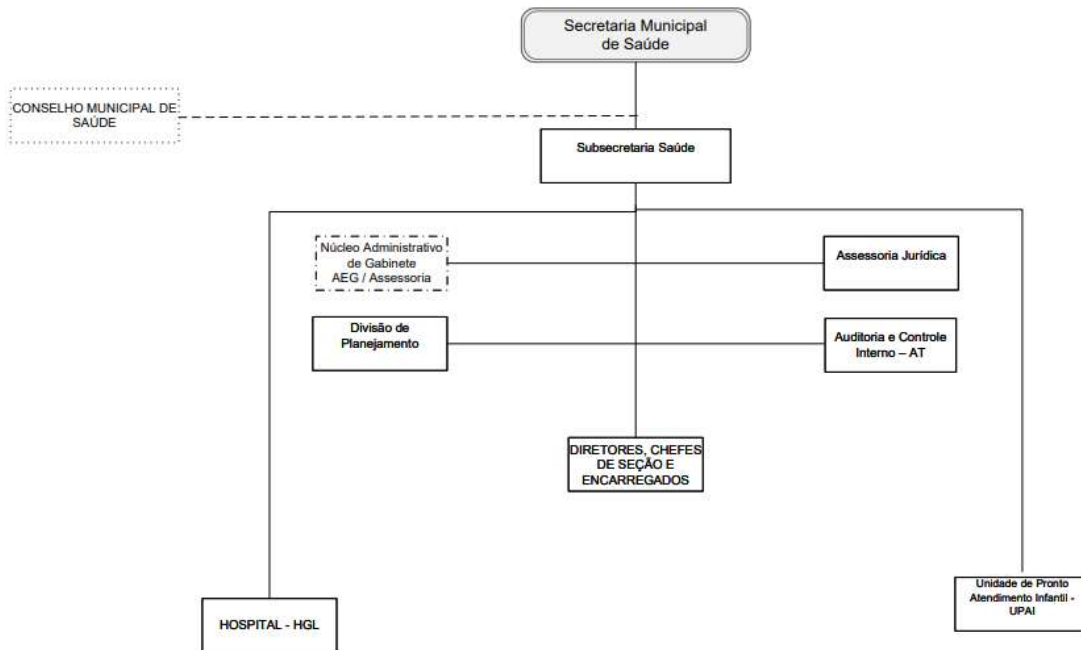 Secretaria Municipal
de Saúde
CONSELHO MUNICIPAL DE
SAÚDE
Subsecretaria Saúde
Núcleo Administrativo
de Gabinete
AEG / Assessoria
Assessoria Jurídica
Divisão de
Planejamento
Auditoria e Controle
Interno – AT
DIRETORES, CHEFES
DE SEÇÃO E
ENCARREGADOS
HOSPITAL - HGL
Unidade de Pronto
Atendimento Infantil -
UPAI